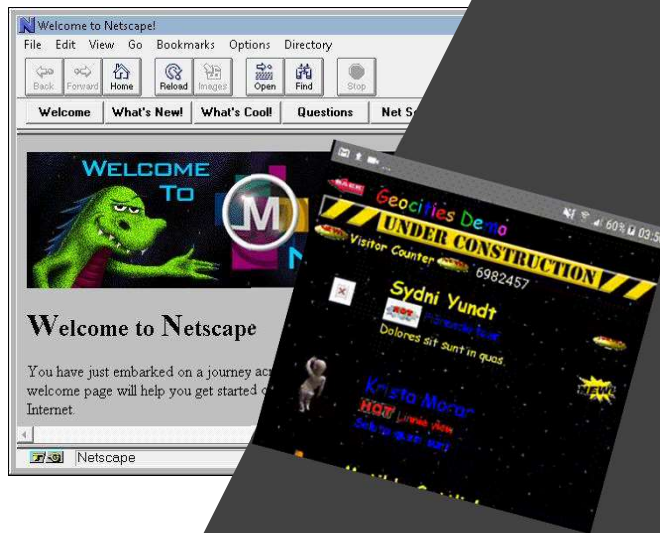 Welcome to Netscape!
File Edit View Go Bookmarks Options Directory
Back Forward Home Reload Images Open Find Stop
Welcome What's New! What's Cool! Questions Net
WELCOME
TO
M
N
Welcome to Netscape
You have just embarked on a journey
welcome page will help you get started
Internet.
Netscape
60% 03:5
BACK Geocities Demo
UNDER CONSTRUCTION
Visitor Counter
6982457
Sydni Yundt
HOT
Dolores sit sunt in quas.
NEW!
Krista Morar
HOT